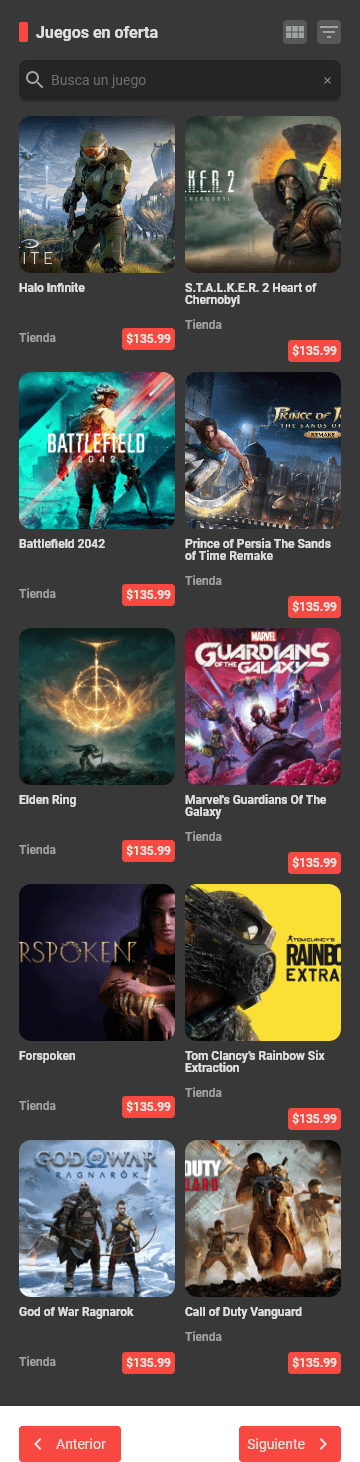 Juegos en oferta
Busca un juego ×
ITE
Halo Infinite
Tienda
$135.99
.K.E.R. 2
CHERNOBYL
S.T.A.L.K.E.R. 2 Heart of
Chernobyl
Tienda
$135.99
BATTLEFIELD
2042
Battlefield 2042
Tienda
$135.99
PRINCE OF
THE SANDS OF
REMAKE
Prince of Persia The Sands
of Time Remake
Tienda
$135.99
Elden Ring
Tienda
$135.99
MARVEL
GUARDIANS
OF THE
GALAXY
Marvel's Guardians Of The
Galaxy
Tienda
$135.99
RSPOKEN
Forspoken
Tienda
$135.99
TOM CLANCY'S
RAINBO
EXTRA
Tom Clancy's Rainbow Six
Extraction
Tienda
$135.99
GOD OF WAR
RAGNARÖK
God of War Ragnarok
Tienda
$135.99
DUTY
UARD
Call of Duty Vanguard
Tienda
$135.99
Anterior
Siguiente